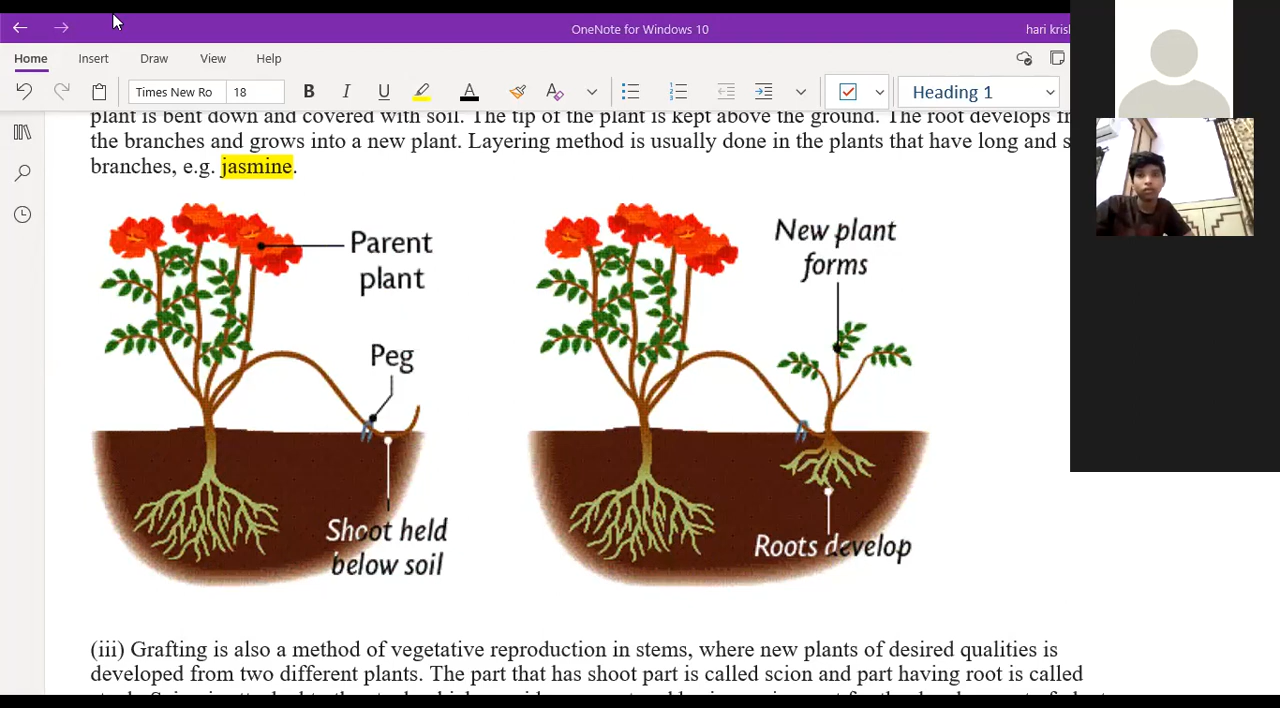 OneNote for Windows 10
hari krish
Home Insert Draw View Help
Times New Ro 18 B I U A Heading 1
plant is bent down and covered with soil. The tip of the plant is kept above the ground. The root develops
the branches and grows into a new plant. Layering method is usually done in the plants that have long and
branches, e.g. jasmine.
Parent
plant
Peg
Shoot held
below soil
New plant
forms
Roots develop
(iii) Grafting is also a method of vegetative reproduction in stems, where new plants of desired qualities is
developed from two different plants. The part that has shoot part is called scion and part having root is called